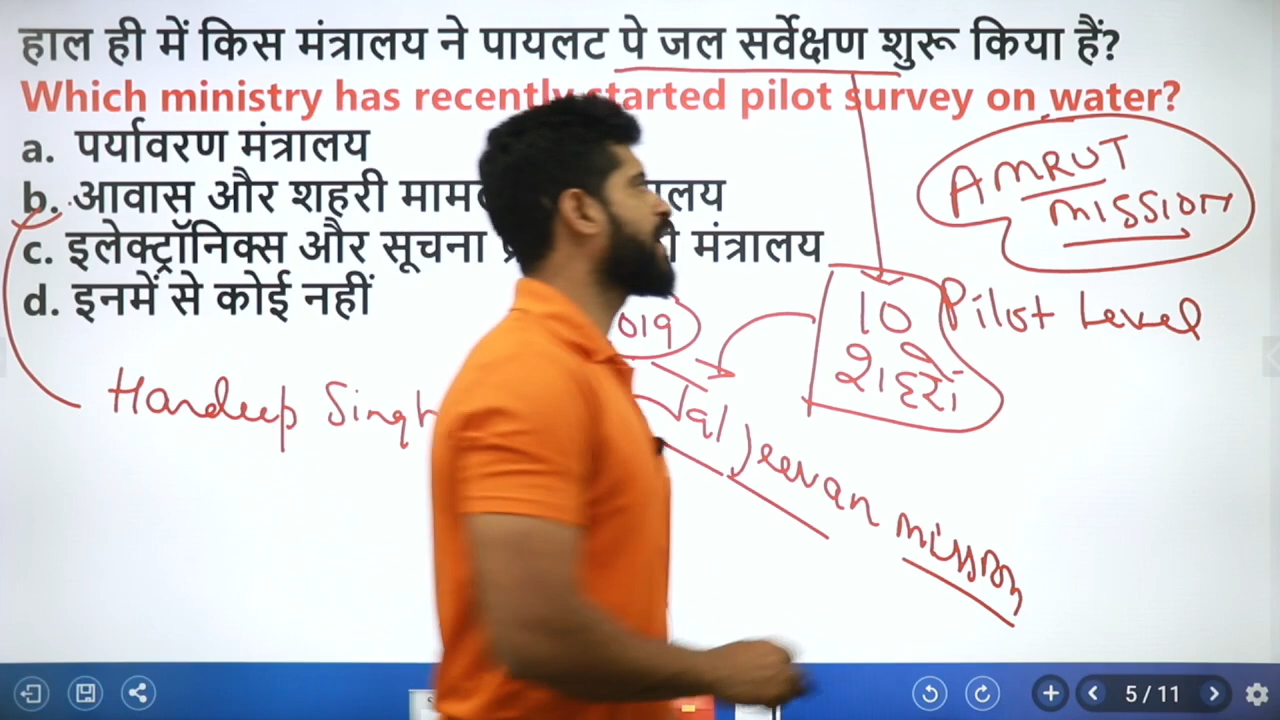 हाल ही में किस मंत्रालय ने पायलट पे जल सर्वेक्षण शुरू किया हैं?
Which ministry has recently started pilot survey on water?
a. पर्यावरण मंत्रालय
b. आवास और शहरी
c. इलेक्ट्रॉनिक्स और सूचना मंत्रालय
d. इनमें से कोई नहीं
AMRUT
MISSION
10 Pilot Level
शहरों
019
Hardeep Singh
Jal Jeevan mission
5 / 11